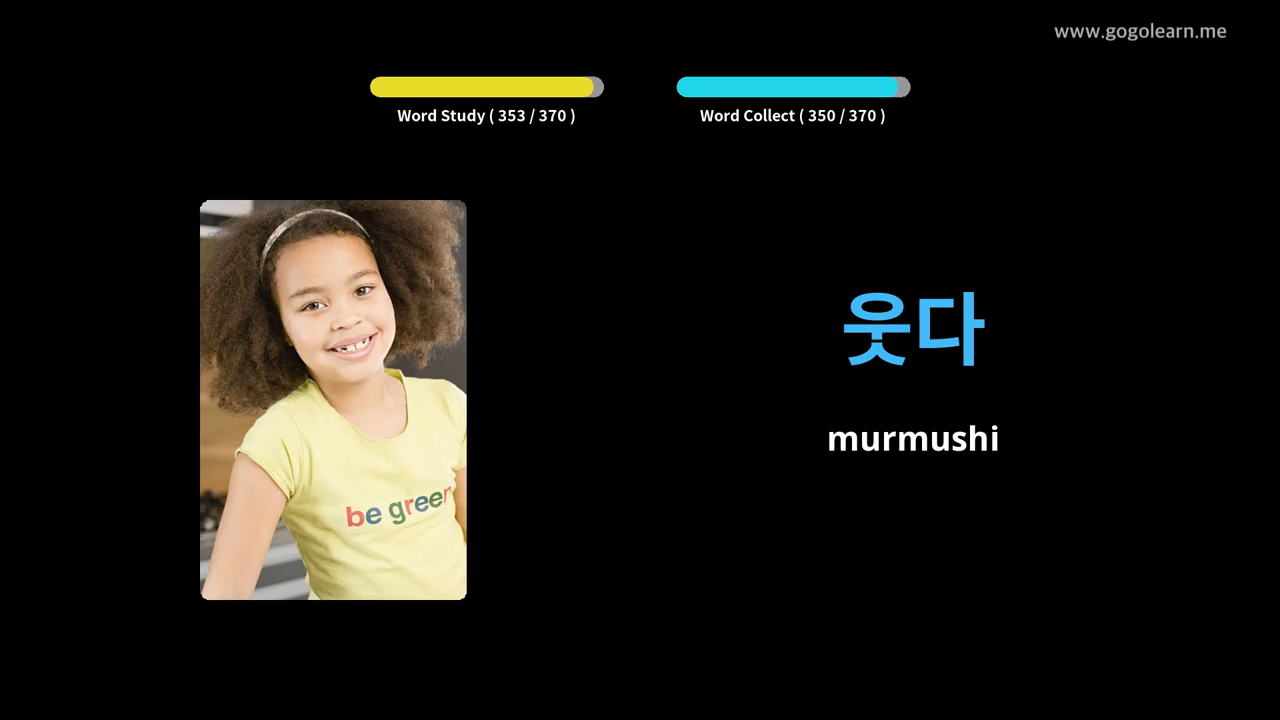 www.gogolearn.me
Word Study ( 353 / 370 )
Word Collect ( 350 / 370 )
웃다
murmushi
be green